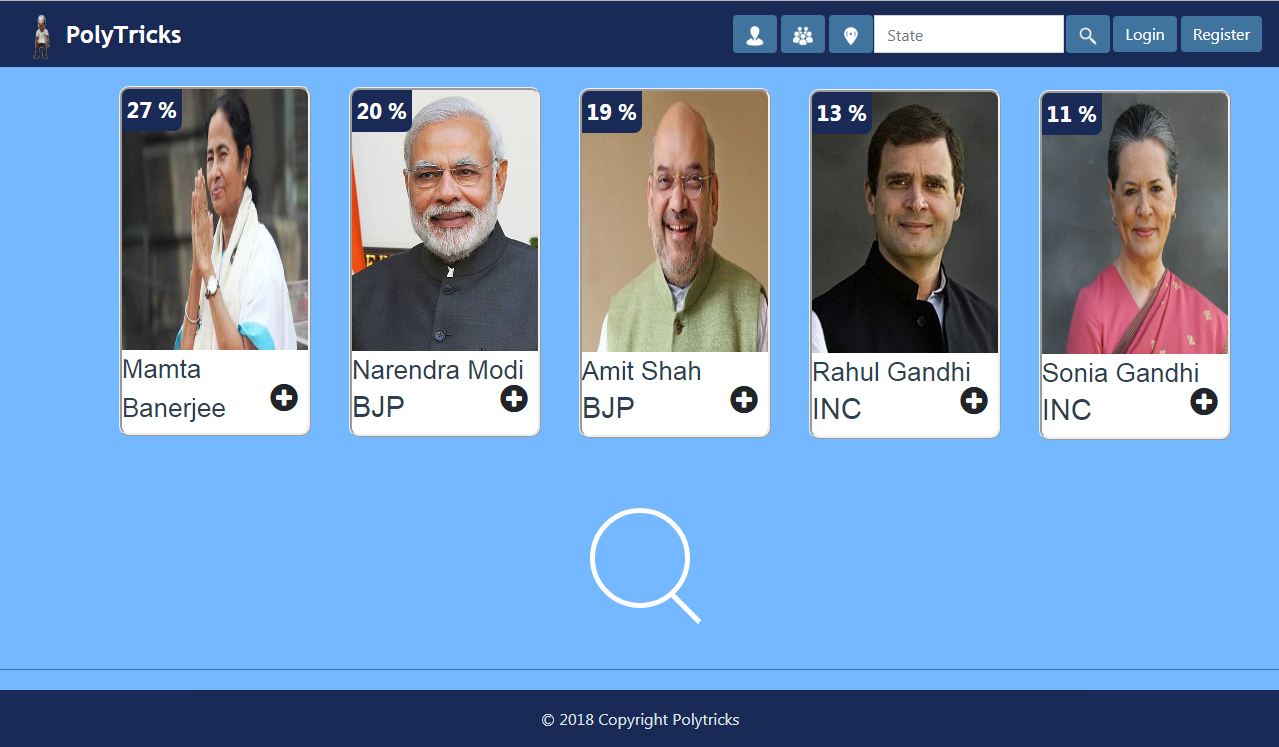 PolyTricks
State
Login
Register
27 %
20 %
19 %
13 %
11 %
Mamta
Banerjee
Narendra Modi
BJP
Amit Shah
BJP
Rahul Gandhi
INC
Sonia Gandhi
INC
© 2018 Copyright Polytricks